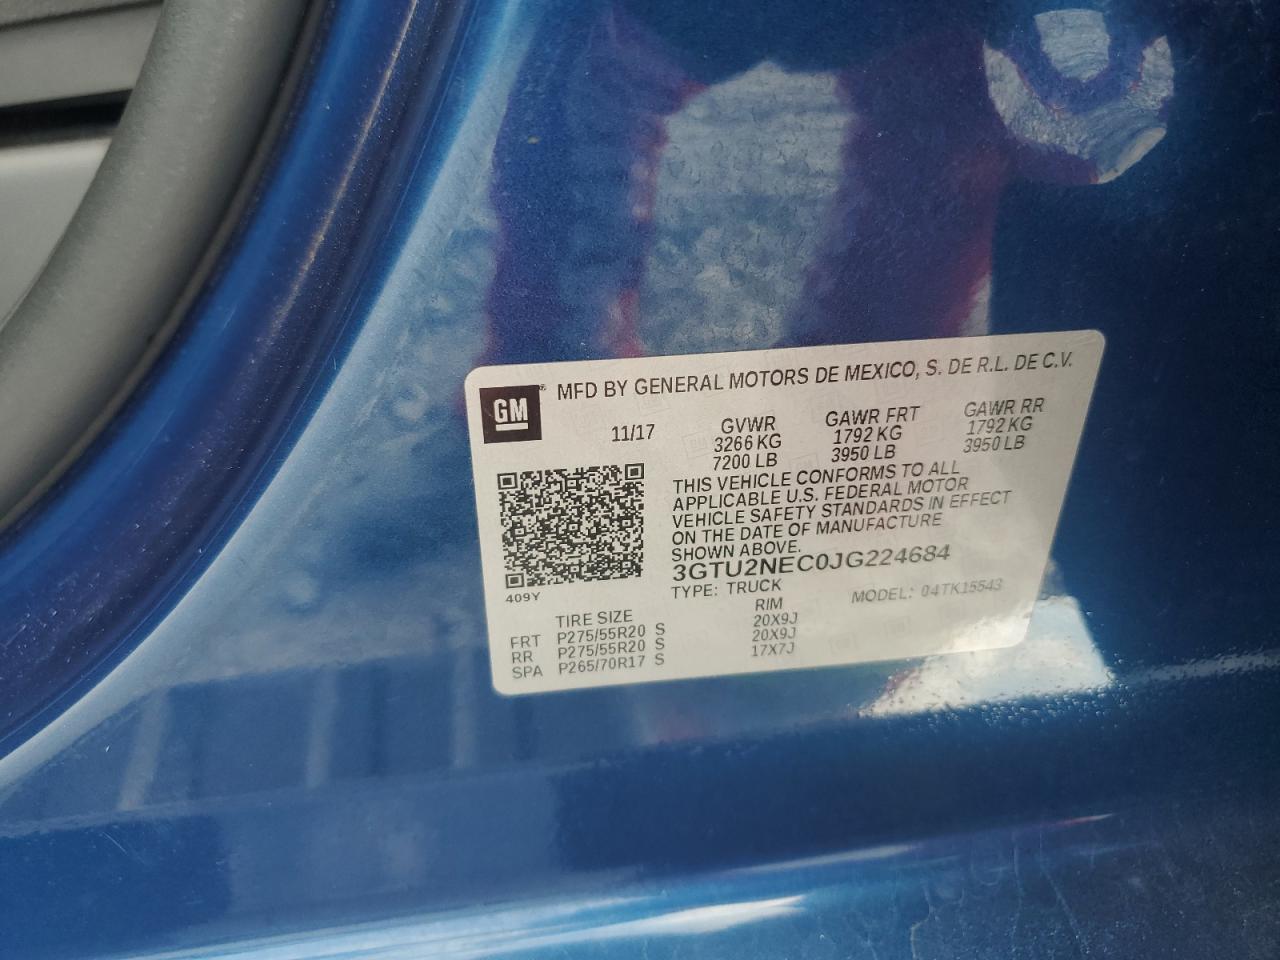 GM ® MFD BY GENERAL MOTORS DE MEXICO, S. DE R.L. DE C.V.
11/17 GVWR GAWR FRT GAWR RR
3266 KG 1792 KG 1792 KG
7200 LB 3950 LB 3950 LB
THIS VEHICLE CONFORMS TO ALL
APPLICABLE U.S. FEDERAL MOTOR
VEHICLE SAFETY STANDARDS IN EFFECT
ON THE DATE OF MANUFACTURE
SHOWN ABOVE.
3GTU2NEC0JG224684
TYPE: TRUCK MODEL: 04TK15543
409Y
TIRE SIZE RIM
FRT P275/55R20 S 20X9J
RR P275/55R20 S 20X9J
SPA P265/70R17 S 17X7J